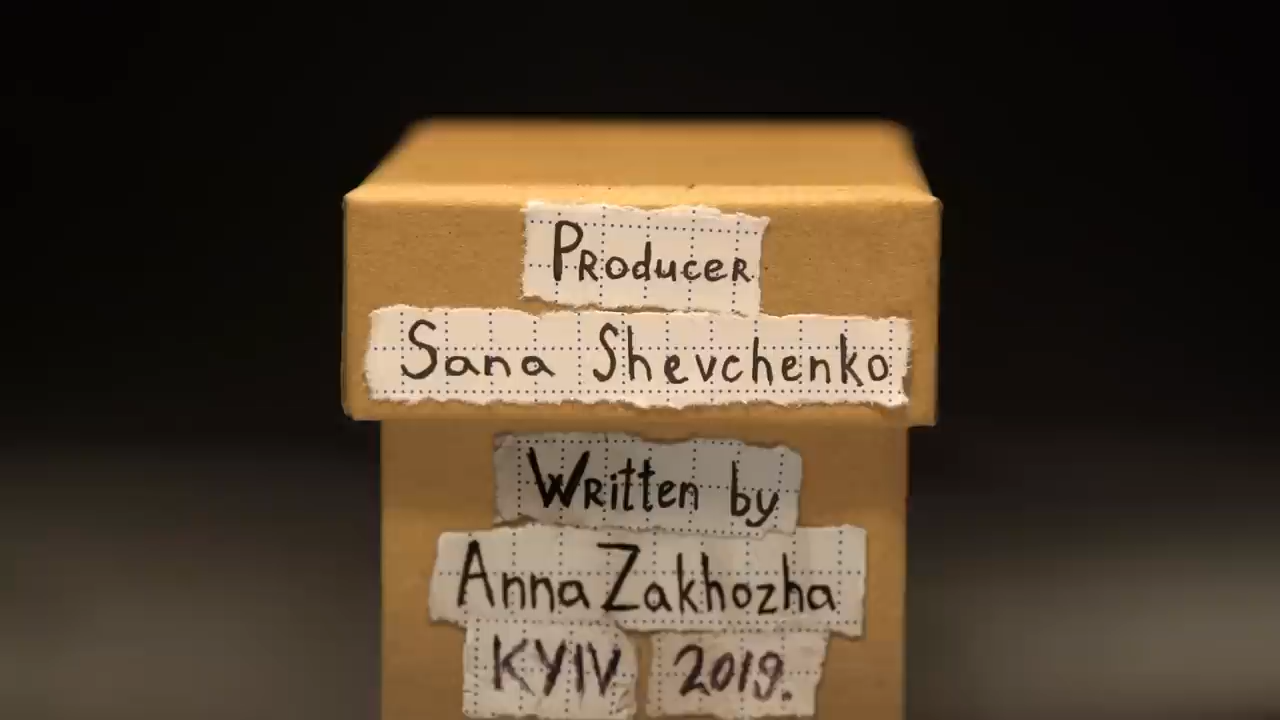 Producer
Sana Shevchenko
Written by
Anna Zakhozha
KYIV 2019.